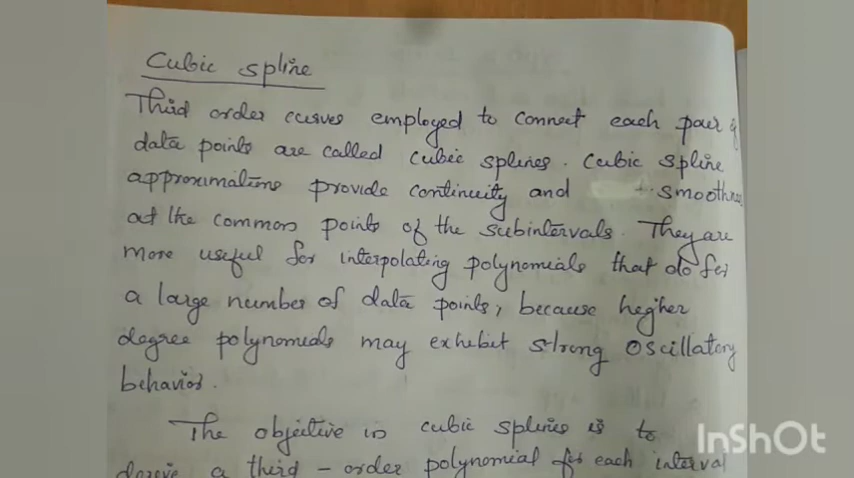 Cubic spline
Third order curves employed to connect each pair of
data points are called cubic splines. Cubic spline
approximations provide continuity and smoothness
at the common points of the subintervals. They are
more useful for interpolating polynomials that do for
a large number of data points, because higher
degree polynomials may exhibit strong oscillatory
behavior.
The objective in cubic splines is to
derive a third-order polynomial for each interval
InShOt